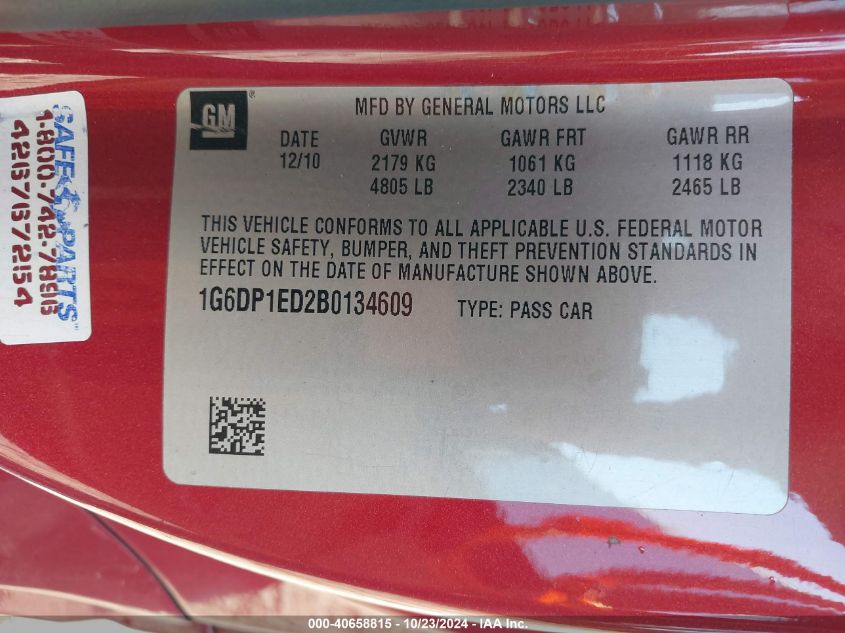 GM
MFD BY GENERAL MOTORS LLC
DATE GVWR GAWR FRT GAWR RR
12/10 2179 KG 1061 KG 1118 KG
4805 LB 2340 LB 2465 LB
THIS VEHICLE CONFORMS TO ALL APPLICABLE U.S. FEDERAL MOTOR
VEHICLE SAFETY, BUMPER, AND THEFT PREVENTION STANDARDS IN
EFFECT ON THE DATE OF MANUFACTURE SHOWN ABOVE.
1G6DP1ED2B0134609 TYPE: PASS CAR
SAFE PARTS
1-800-742-7896
426767254
000-40658815 - 10/23/2024 - IAA Inc.